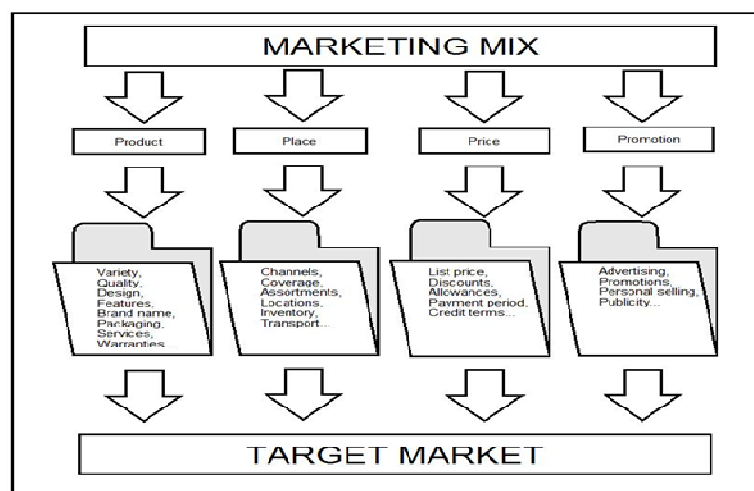 MARKETING MIX
Product
Place
Price
Promotion
Variety,
Quality,
Design,
Features,
Brand name,
Packaging,
Services,
Warranties...
Channels,
Coverage,
Assortments,
Locations,
Inventory,
Transport...
List price,
Discounts,
Allowances,
Payment period,
Credit terms...
Advertising,
Promotions,
Personal selling,
Publicity...
TARGET MARKET